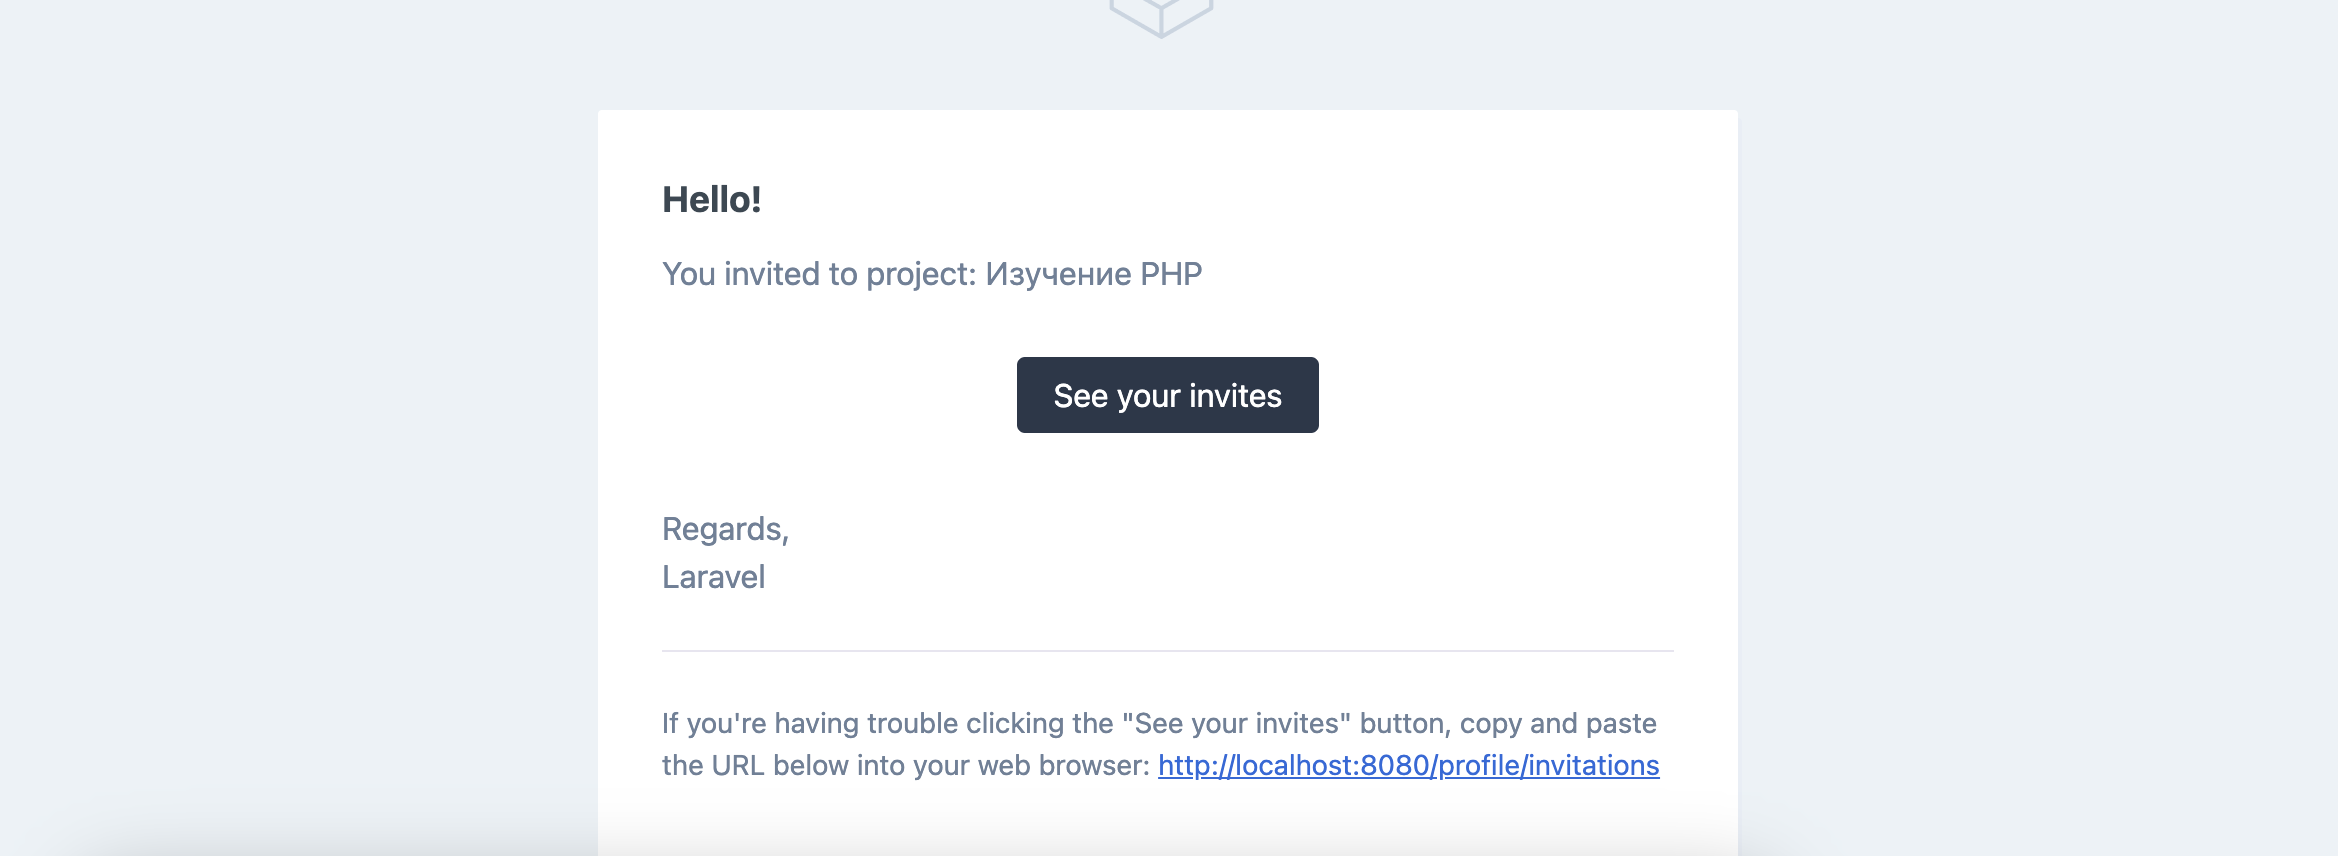 Hello!
You invited to project: Изучение PHP
See your invites
Regards,
Laravel
If you're having trouble clicking the "See your invites" button, copy and paste
the URL below into your web browser: http://localhost:8080/profile/invitations